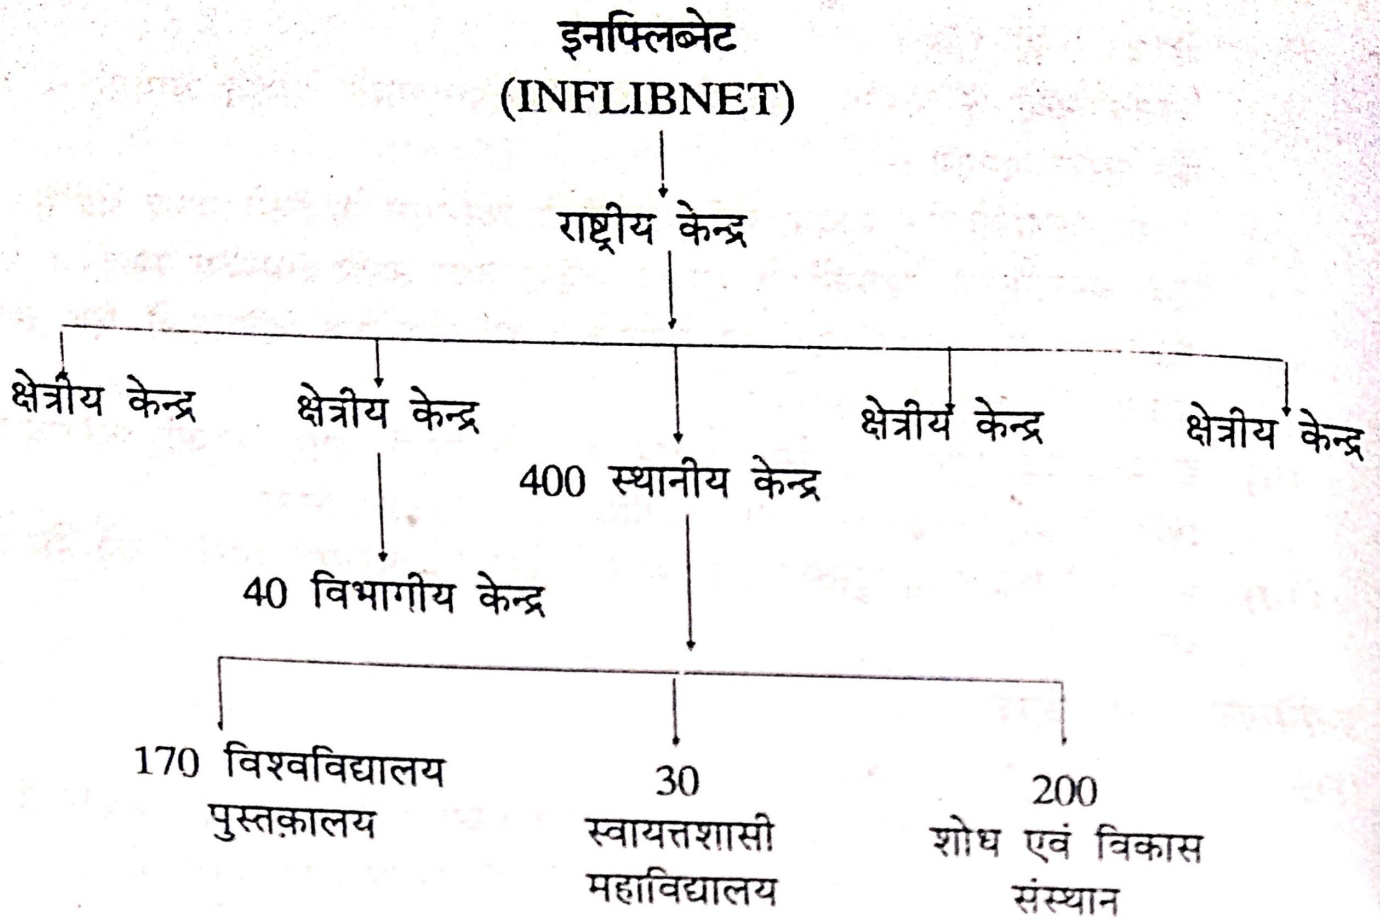 इनफ्लिब्नेट
(INFLIBNET)
राष्ट्रीय केन्द्र
क्षेत्रीय केन्द्र
क्षेत्रीय केन्द्र
क्षेत्रीय केन्द्र
क्षेत्रीय केन्द्र
400 स्थानीय केन्द्र
40 विभागीय केन्द्र
170 विश्वविद्यालय
पुस्तक़ालय
30
स्वायत्तशासी
महाविद्यालय
200
शोध एवं विकास
संस्थान